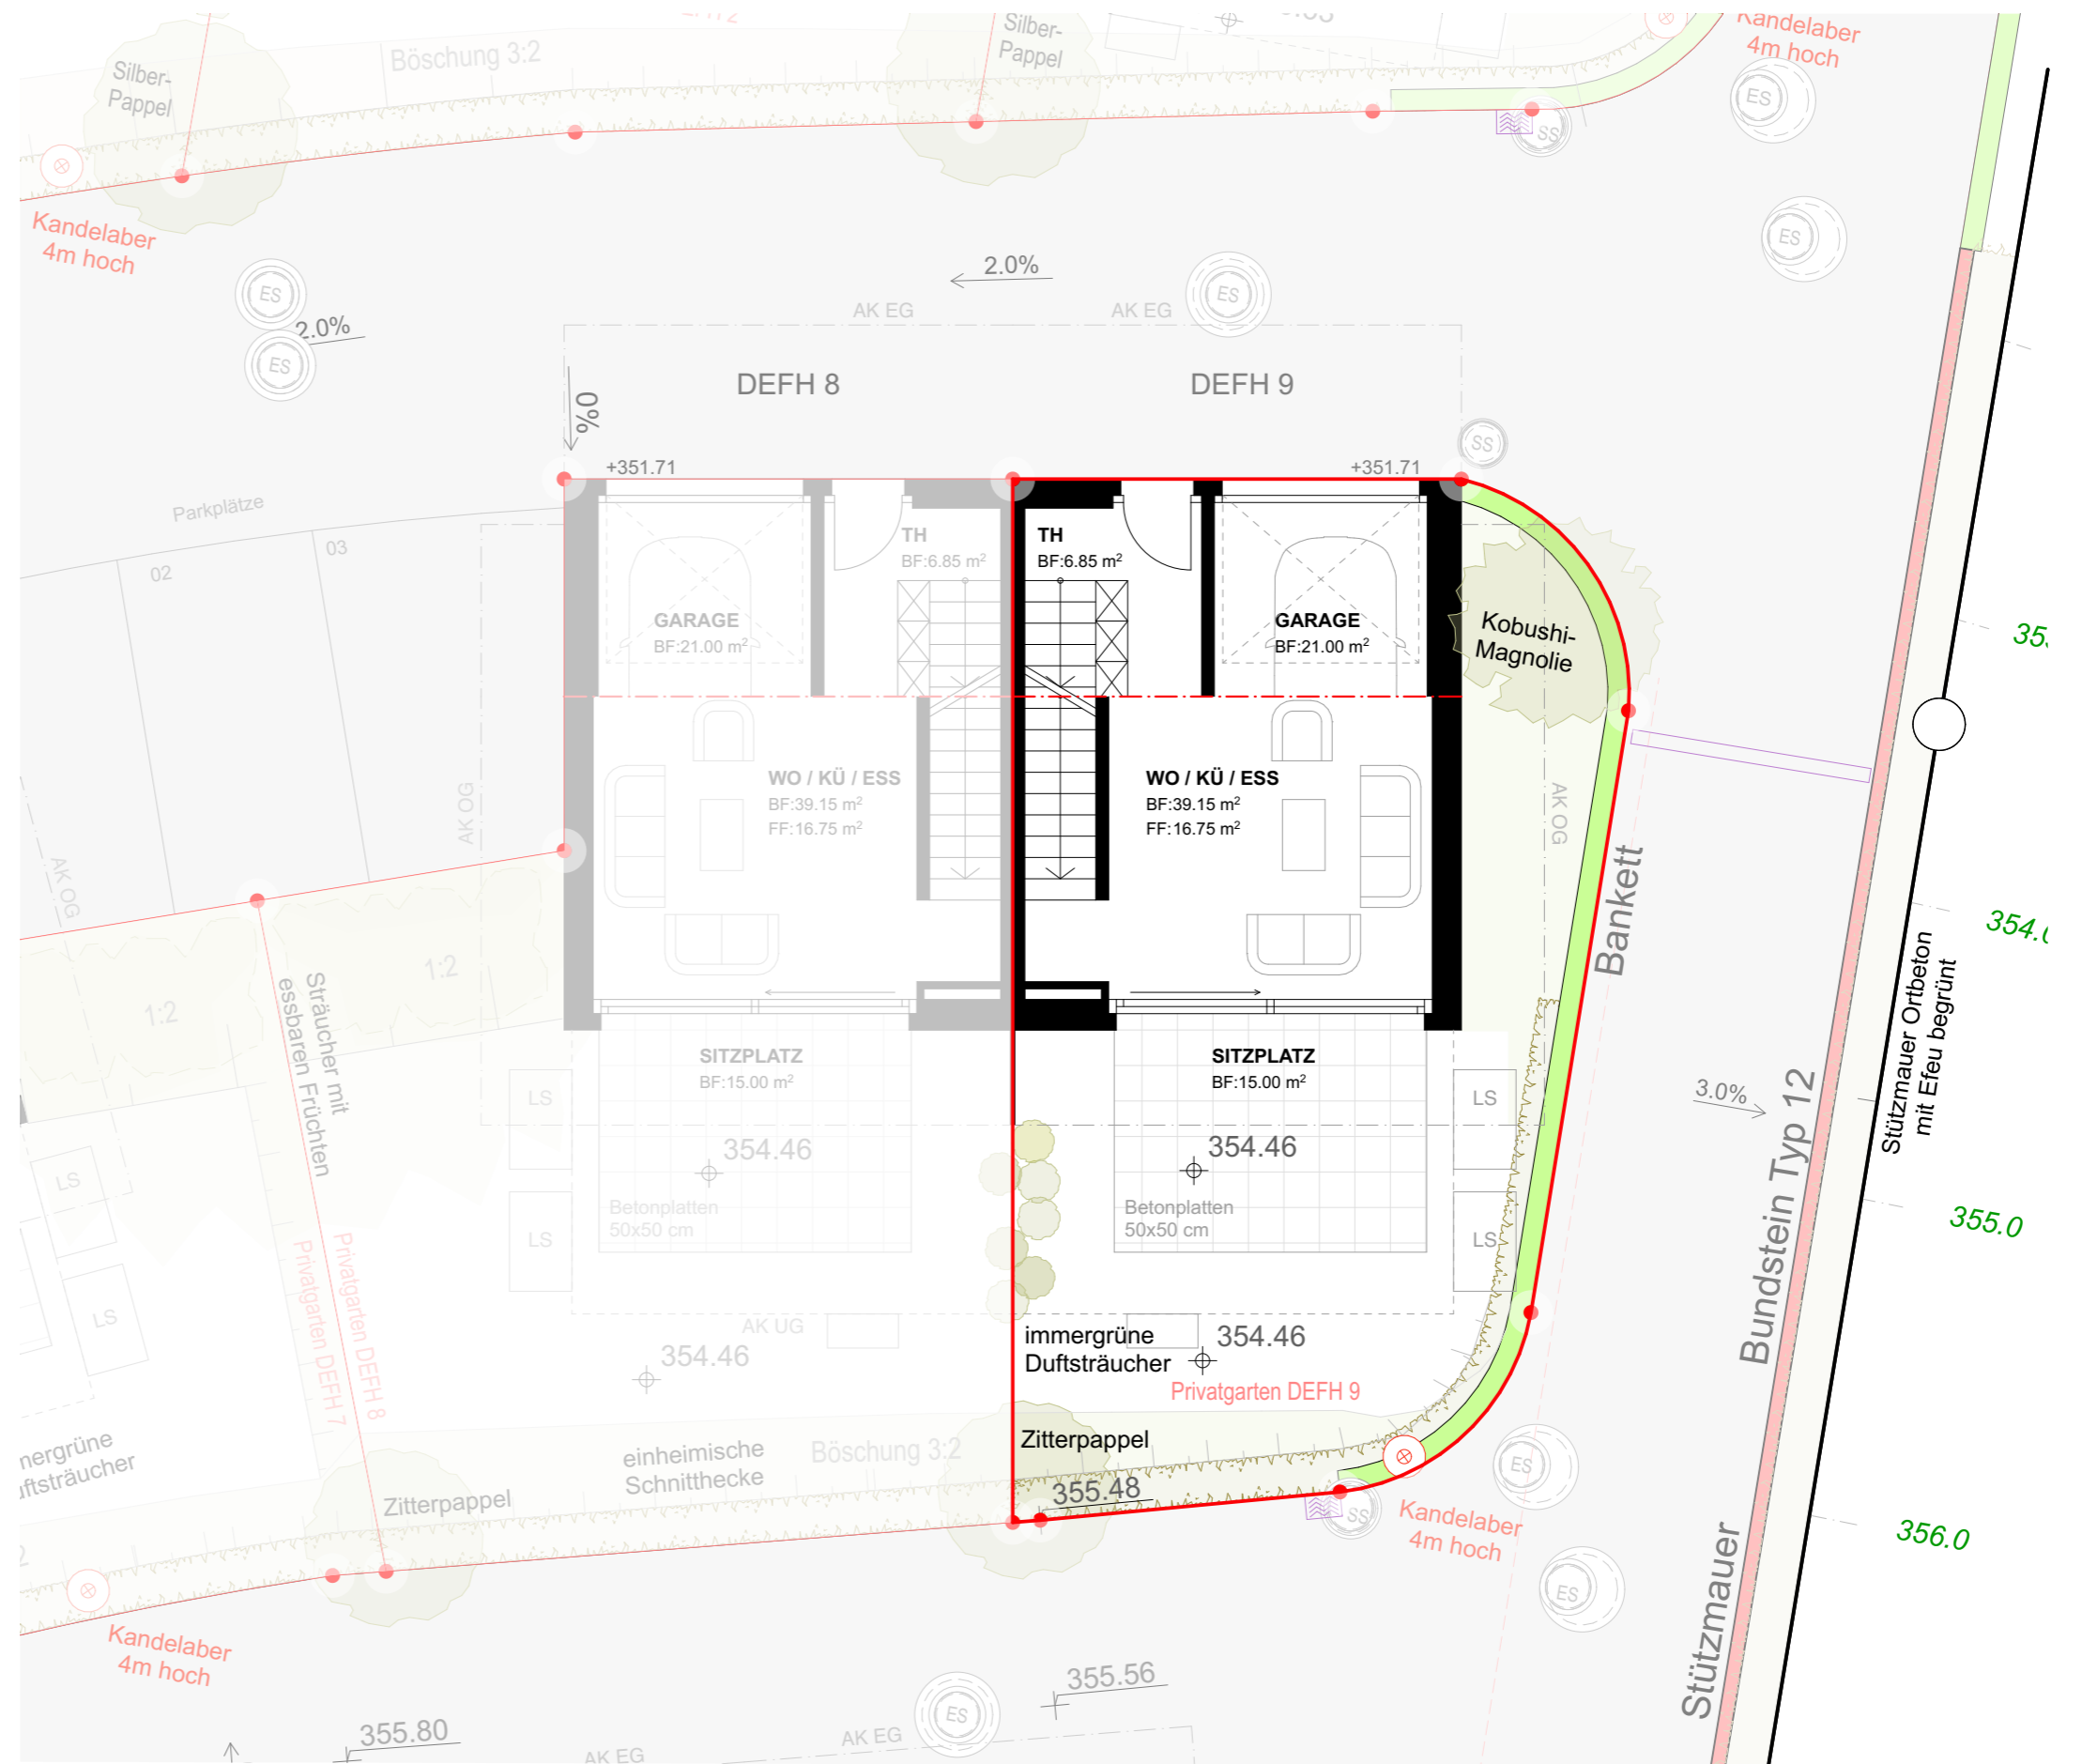 Silber-
Pappel
Böschung 3:2
Silber-
Pappel
Kandelaber
4m hoch
ES
SS
ES
Kandelaber
4m hoch
ES
2.0%
ES
2.0%
ES
AK EG
AK EG
DEFH 8
DEFH 9
0%
+351.71
+351.71
SS
Parkplätze
02
03
TH
BF:6.85 m²
TH
BF:6.85 m²
GARAGE
BF:21.00 m²
GARAGE
BF:21.00 m²
Kobushi-
Magnolie
WO / KÜ / ESS
BF:39.15 m²
FF:16.75 m²
WO / KÜ / ESS
BF:39.15 m²
FF:16.75 m²
AK OG
AK OG
AK OG
Bankett
1:2
1:2
Sträucher mit
essbaren Früchten
Stützmauer Ortbeton
mit Efeu begrünt
SITZPLATZ
BF:15.00 m²
SITZPLATZ
BF:15.00 m²
LS
LS
3.0%
354.46
354.46
LS
Betonplatten
50x50 cm
Betonplatten
50x50 cm
LS
LS
LS
355.0
Bundstein Typ 12
Privatgarten DEFH 7
Privatgarten DEFH 8
AK UG
354.46
immergrüne
Duftsträucher
354.46
Privatgarten DEFH 9
einheimische
Schnitthecke
Böschung 3:2
Zitterpappel
Zitterpappel
355.48
SS
ES
Kandelaber
4m hoch
356.0
ES
Stützmauer
Kandelaber
4m hoch
355.56
355.80
ES
AK EG
AK EG